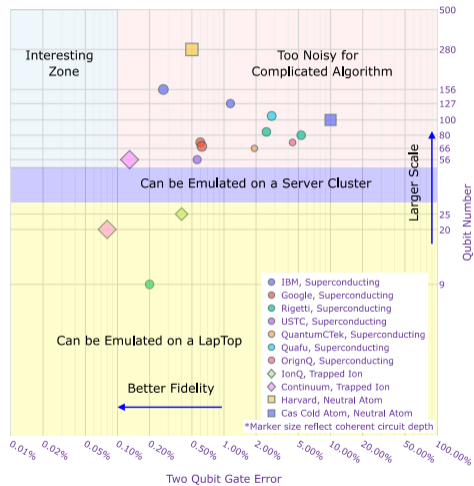 500
280
156
127
100
80
66
56
25
20
9
Qubit Number
Interesting
Zone
Too Noisy for
Complicated Algorithm
Larger Scale
Can be Emulated on a Server Cluster
Can be Emulated on a LapTop
Better Fidelity
IBM, Superconducting
Google, Superconducting
Rigetti, Superconducting
USTC, Superconducting
QuantumCTek, Superconducting
Quafu, Superconducting
OrignQ, Superconducting
IonQ, Trapped Ion
Continuum, Trapped Ion
Harvard, Neutral Atom
Cas Cold Atom, Neutral Atom
*Marker size reflect coherent circuit depth
0.01%
0.02%
0.05%
0.10%
0.20%
0.50%
1.00%
2.00%
5.00%
10.00%
20.00%
50.00%
100.00%
Two Qubit Gate Error